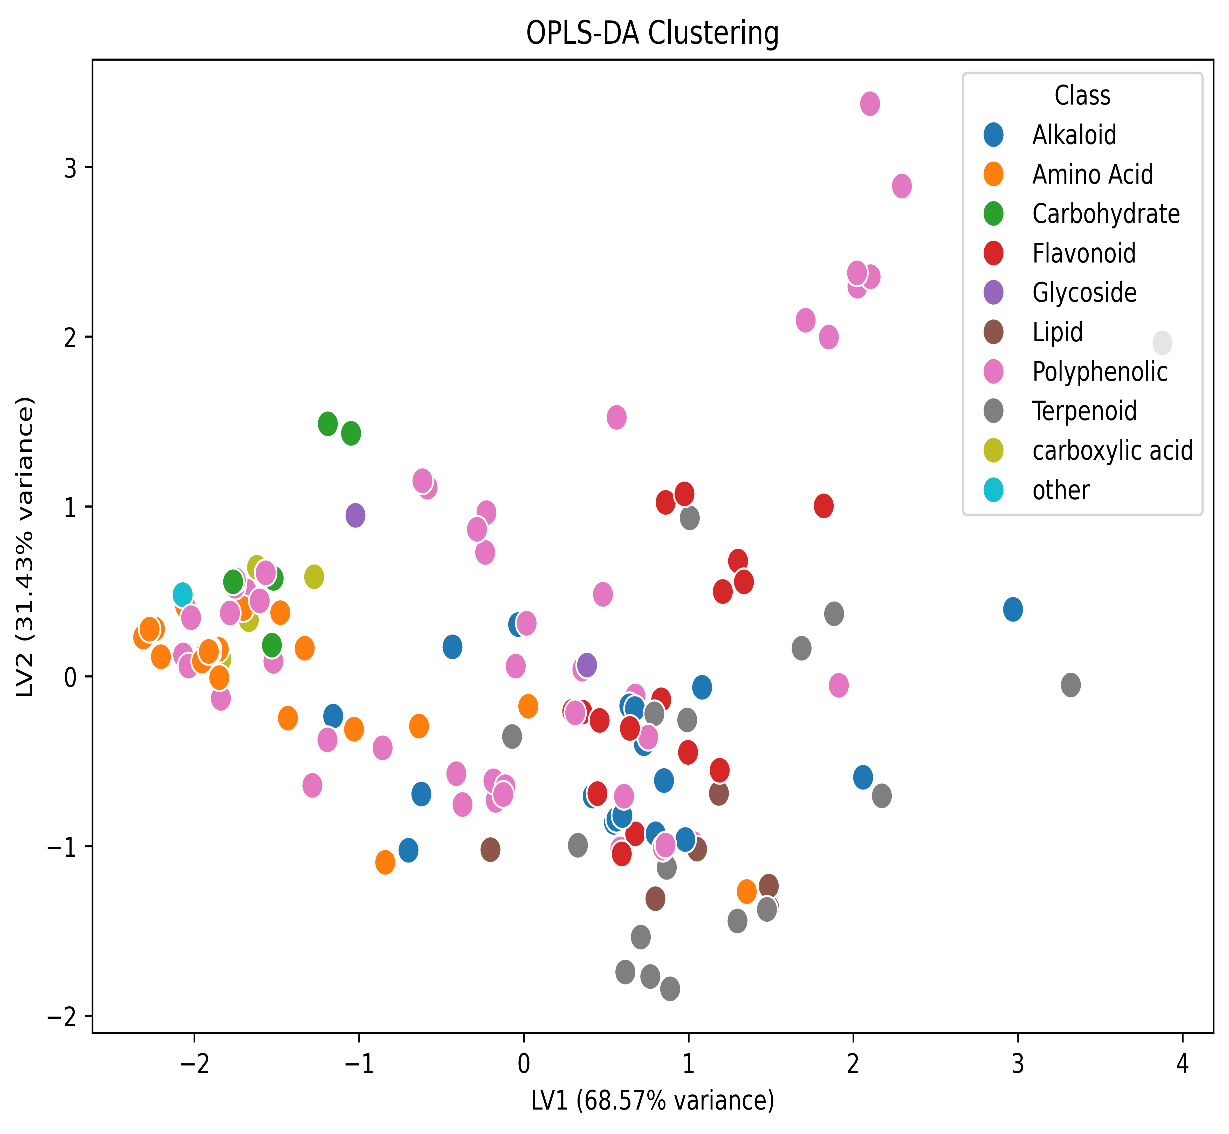 OPLS-DA Clustering
Class
Alkaloid
Amino Acid
Carbohydrate
Flavonoid
Glycoside
Lipid
Polyphenolic
Terpenoid
carboxylic acid
other
3
2
1
0
−1
−2
LV2 (31.43% variance)
−2 −1 0 1 2 3 4
LV1 (68.57% variance)